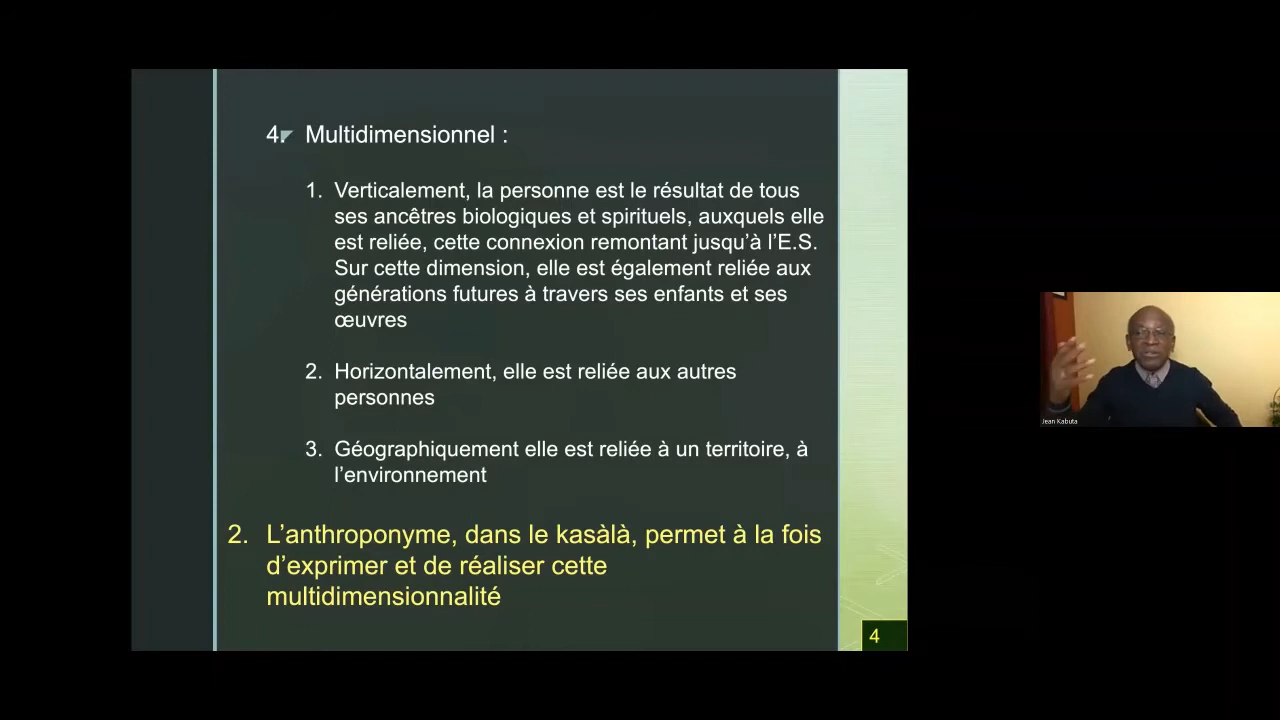 4. Multidimensionnel :
1. Verticalement, la personne est le résultat de tous
ses ancêtres biologiques et spirituels, auxquels elle
est reliée, cette connexion remontant jusqu’à l’E.S.
Sur cette dimension, elle est également reliée aux
générations futures à travers ses enfants et ses
œuvres
2. Horizontalement, elle est reliée aux autres
personnes
3. Géographiquement elle est reliée à un territoire, à
l’environnement
2. L’anthroponyme, dans le kasàlà, permet à la fois
d’exprimer et de réaliser cette
multidimensionnalité
4
Jean Kabuta